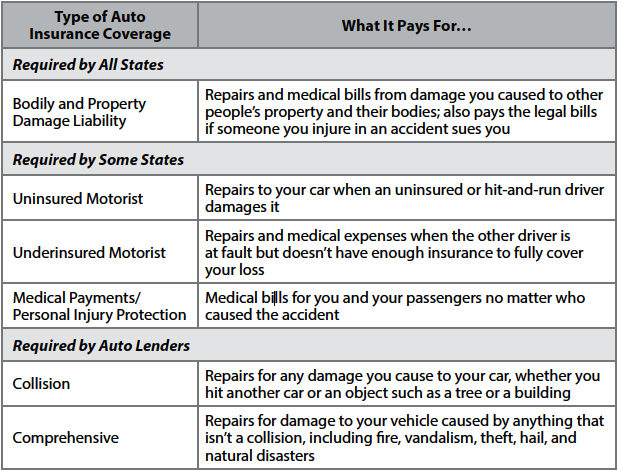 Type of Auto
Insurance Coverage
What It Pays For…
Required by All States
Bodily and Property
Damage Liability
Repairs and medical bills from damage you caused to other
people's property and their bodies; also pays the legal bills
if someone you injure in an accident sues you
Required by Some States
Uninsured Motorist
Repairs to your car when an uninsured or hit-and-run driver
damages it
Underinsured Motorist
Repairs and medical expenses when the other driver is
at fault but doesn't have enough insurance to fully cover
your loss
Medical Payments/
Personal Injury Protection
Medical bills for you and your passengers no matter who
caused the accident
Required by Auto Lenders
Collision
Repairs for any damage you cause to your car, whether you
hit another car or an object such as a tree or a building
Comprehensive
Repairs for damage to your vehicle caused by anything that
isn't a collision, including fire, vandalism, theft, hail, and
natural disasters